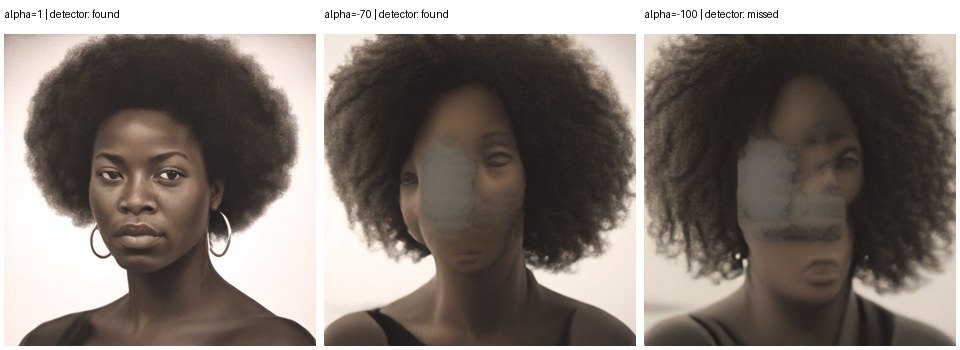 alpha=1 | detector: found
alpha=-70 | detector: found
alpha=-100 | detector: missed